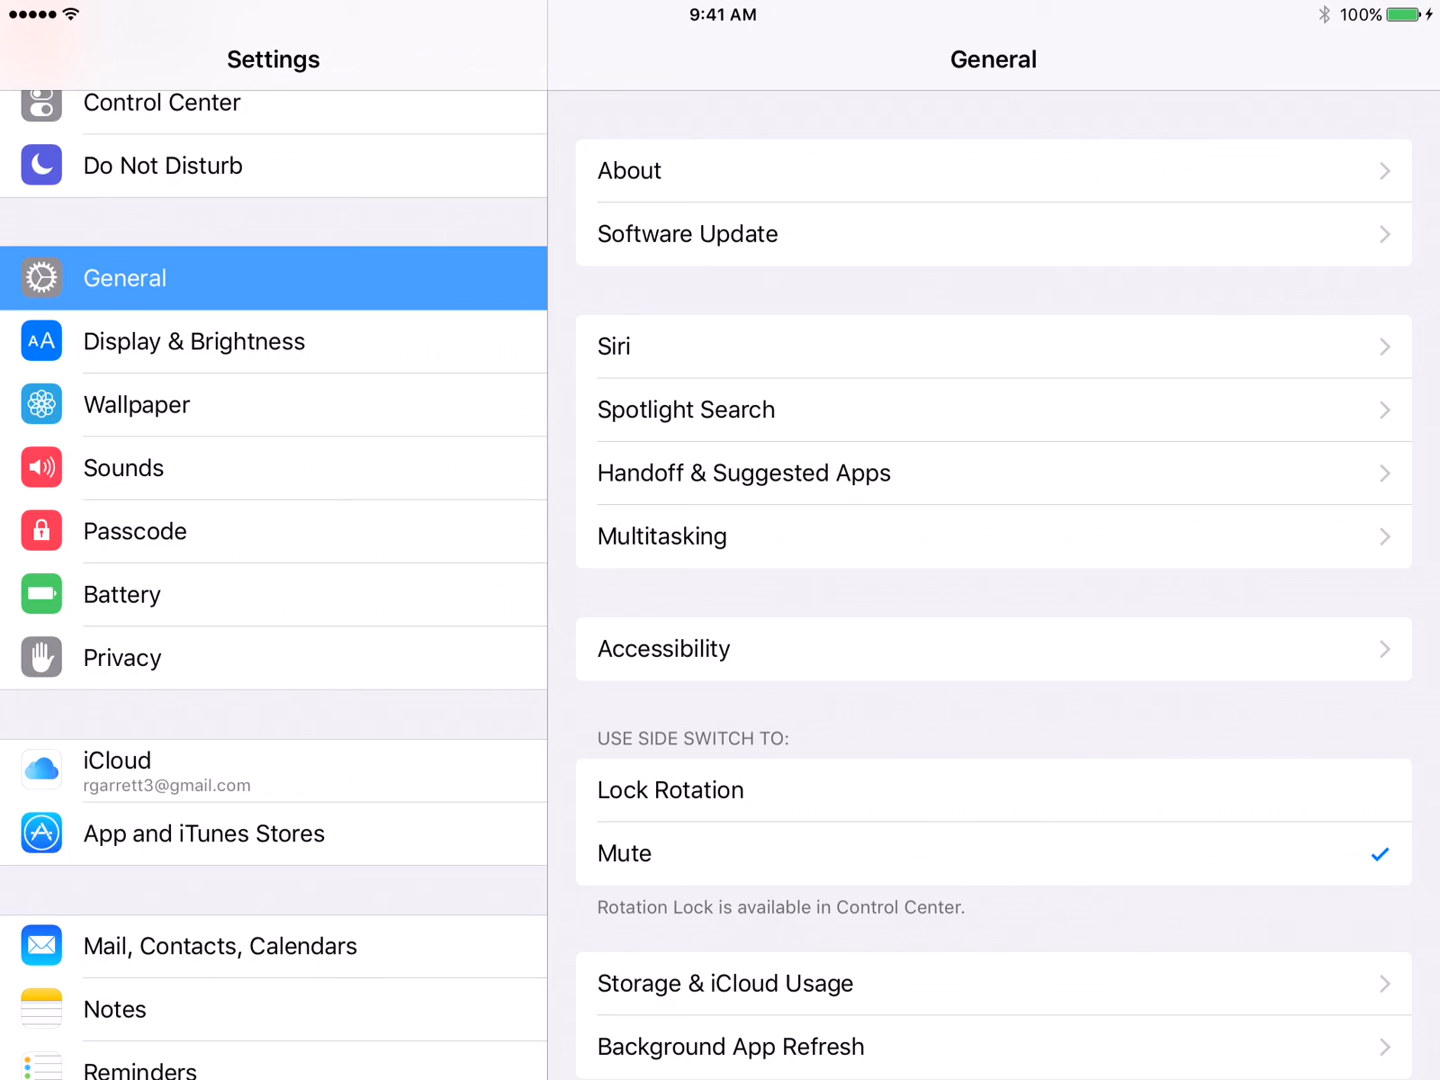 9:41 AM
100%
Settings
General
Control Center
Do Not Disturb
General
Display & Brightness
Wallpaper
Sounds
Passcode
Battery
Privacy
iCloud
rgarrett3@gmail.com
App and iTunes Stores
Mail, Contacts, Calendars
Notes
Reminders
About
Software Update
Siri
Spotlight Search
Handoff & Suggested Apps
Multitasking
Accessibility
USE SIDE SWITCH TO:
Lock Rotation
Mute
Rotation Lock is available in Control Center.
Storage & iCloud Usage
Background App Refresh